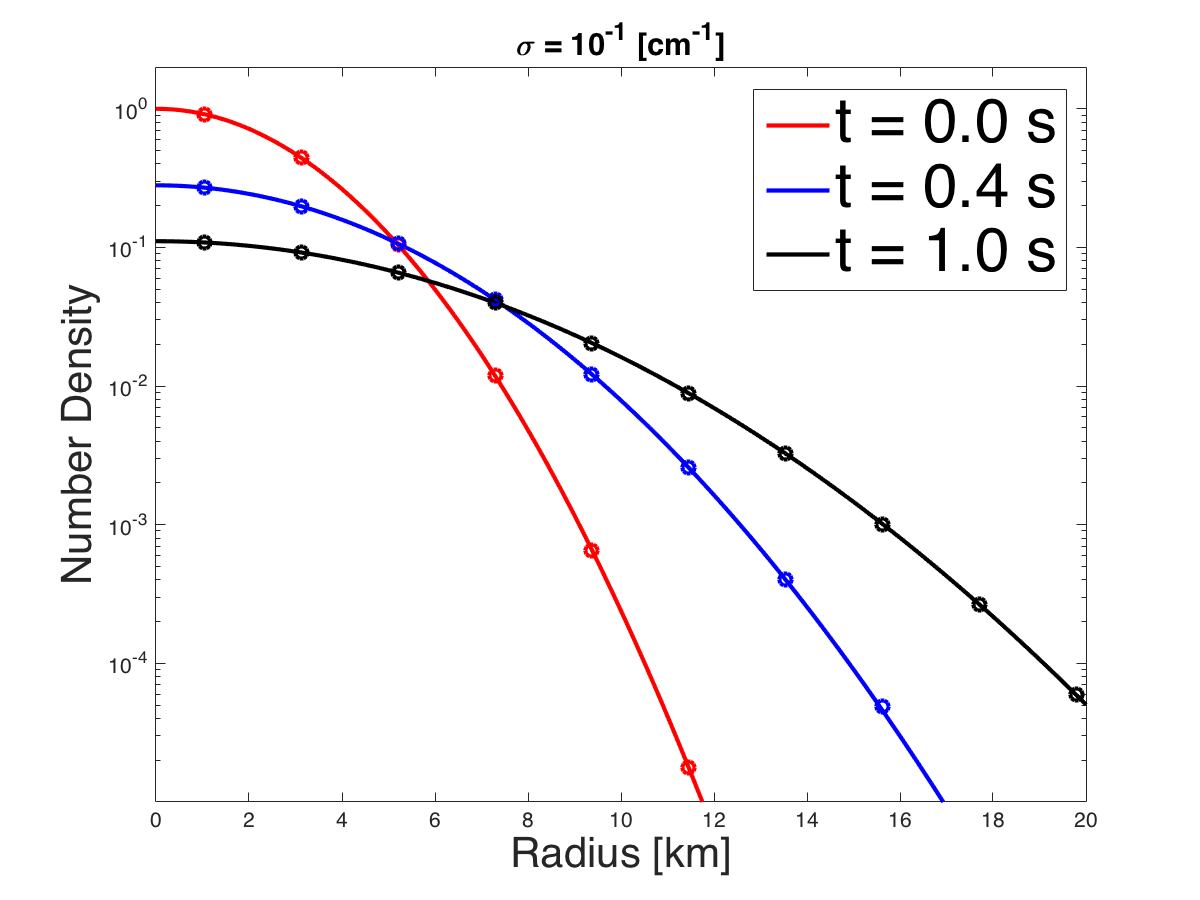 σ = 10⁻¹ [cm⁻¹]
t = 0.0 s
t = 0.4 s
t = 1.0 s
Number Density
10⁰
10⁻¹
10⁻²
10⁻³
10⁻⁴
0 2 4 6 8 10 12 14 16 18 20
Radius [km]